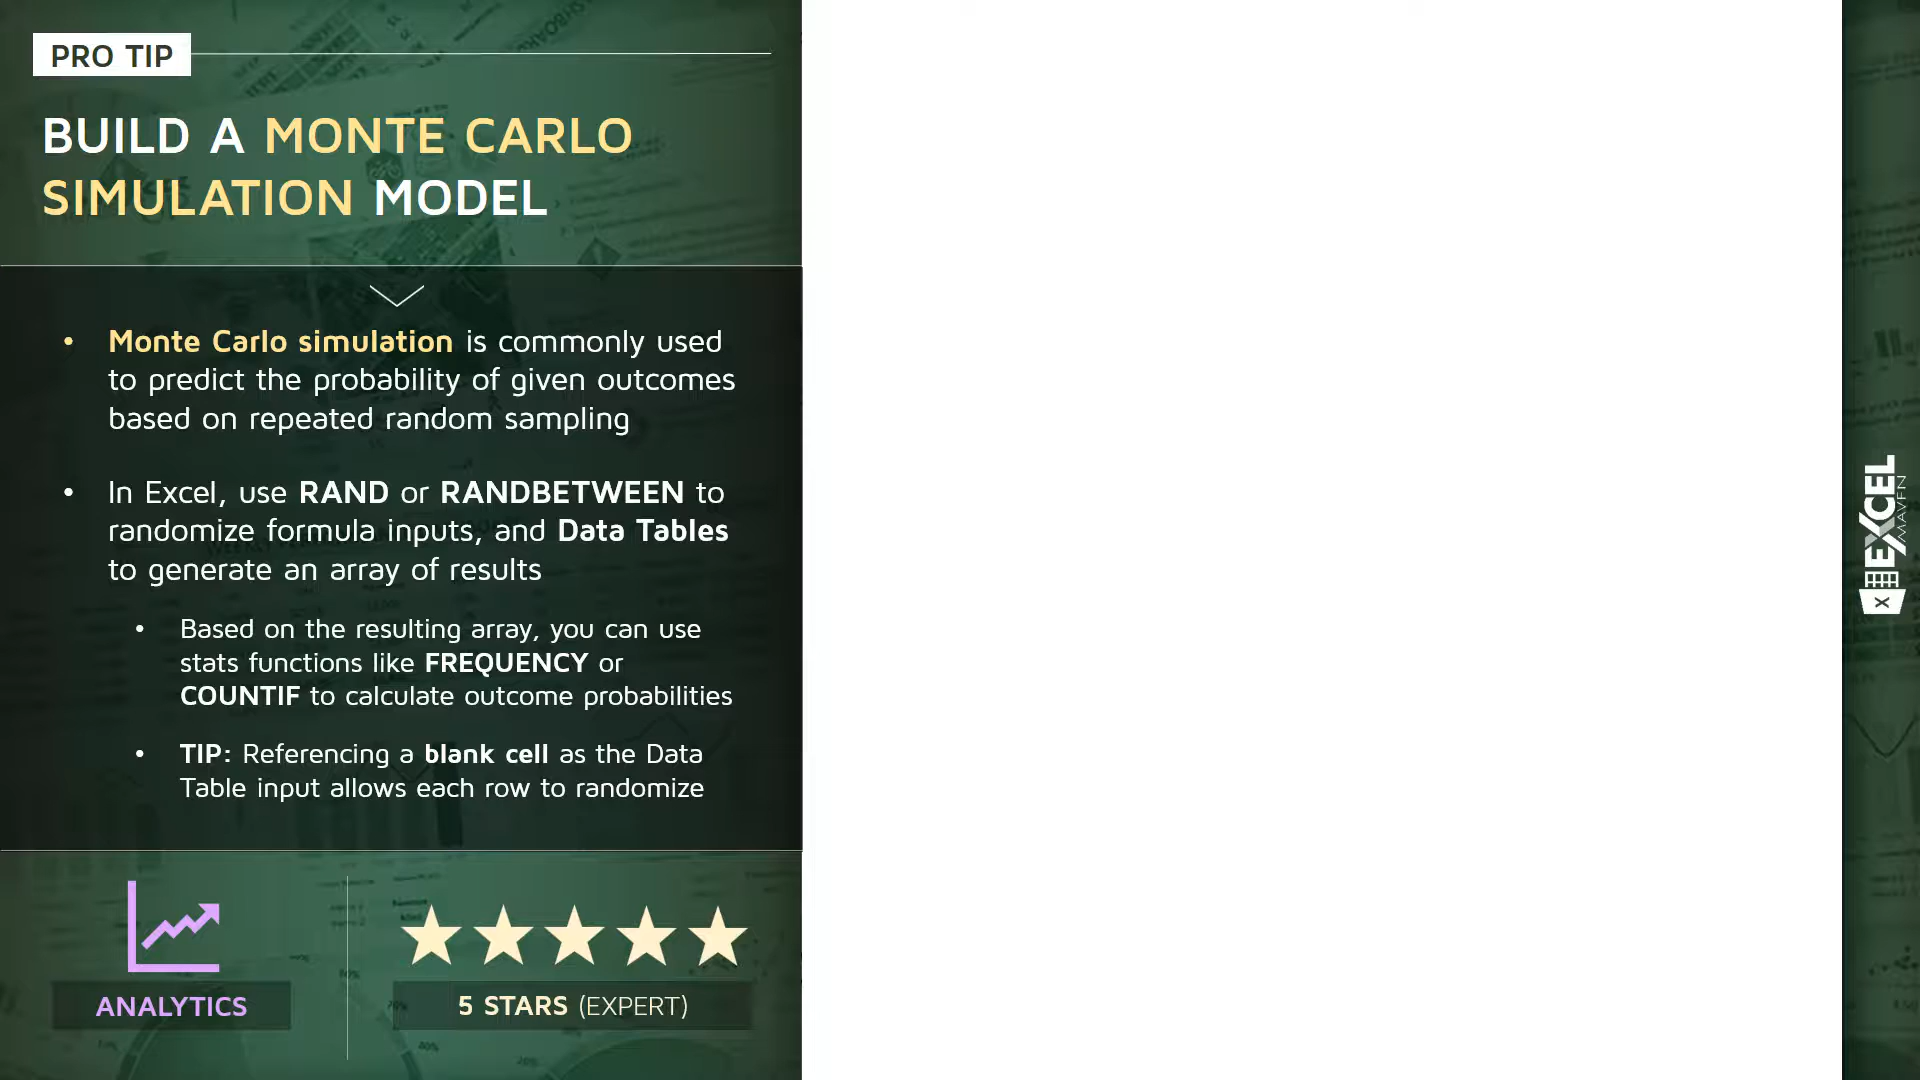 PRO TIP
BUILD A MONTE CARLO
SIMULATION MODEL
• Monte Carlo simulation is commonly used
to predict the probability of given outcomes
based on repeated random sampling
• In Excel, use RAND or RANDBETWEEN to
randomize formula inputs, and Data Tables
to generate an array of results
• Based on the resulting array, you can use
stats functions like FREQUENCY or
COUNTIF to calculate outcome probabilities
• TIP: Referencing a blank cell as the Data
Table input allows each row to randomize
ANALYTICS
5 STARS (EXPERT)
X
EXCEL
MAVEN